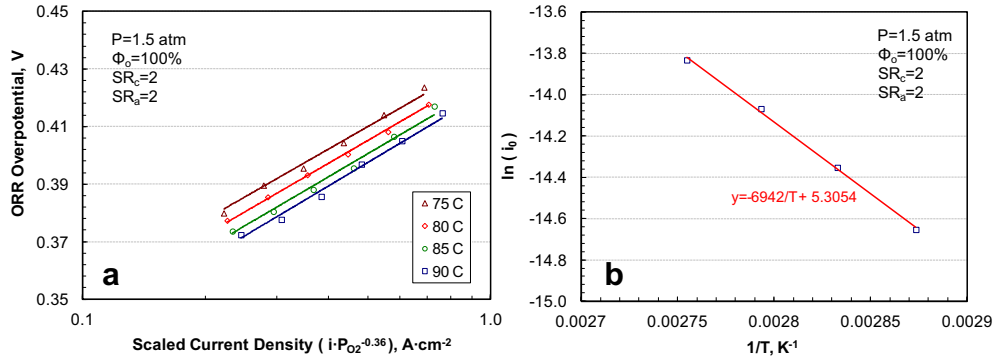 0.45
0.43
0.41
0.39
0.37
0.35
ORR Overpotential, V
P=1.5 atm
Φo=100%
SRc=2
SRa=2
75 C
80 C
85 C
90 C
a
0.1
1.0
Scaled Current Density ( i·PO2-0.36), A·cm-2
-13.6
-13.8
-14.0
-14.2
-14.4
-14.6
-14.8
-15.0
ln ( i0)
P=1.5 atm
Φo=100%
SRc=2
SRa=2
y=-6942/T+ 5.3054
b
0.0027
0.00275
0.0028
0.00285
0.0029
1/T, K-1